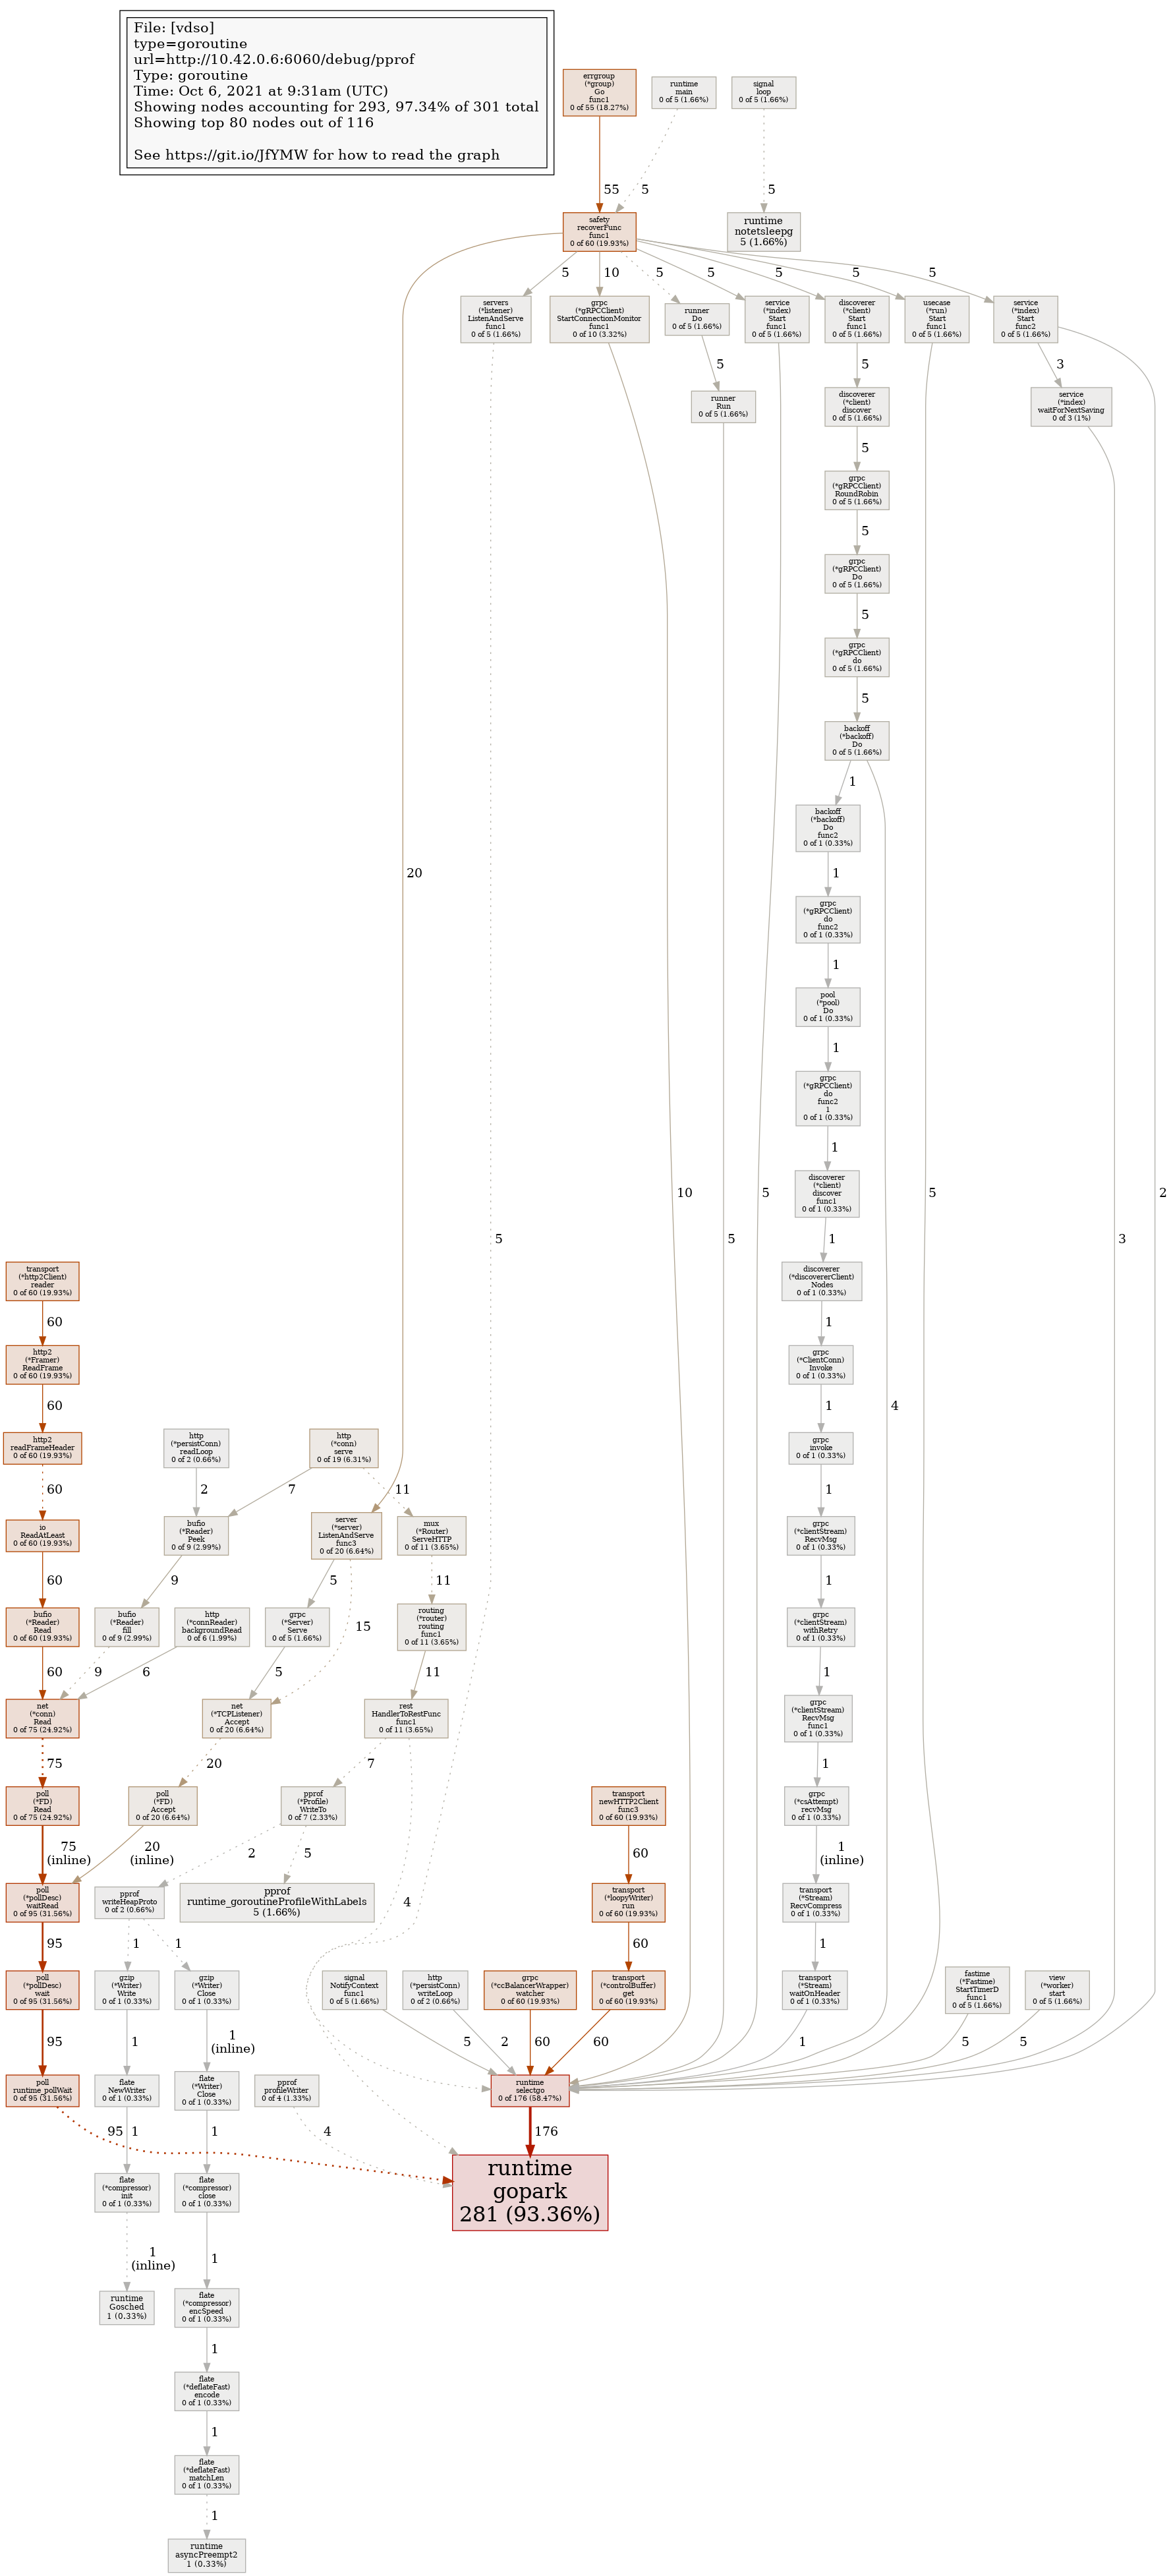 File: [vdso]
type=goroutine
url=http://10.42.0.6:6060/debug/pprof
Type: goroutine
Time: Oct 6, 2021 at 9:31am (UTC)
Showing nodes accounting for 293, 97.34% of 301 total
Showing top 80 nodes out of 116
See https://git.io/JfYMW for how to read the graph
errgroup
(*group)
Go
func1
0 of 55 (18.27%)
runtime
main
0 of 5 (1.66%)
signal
loop
0 of 5 (1.66%)
55
5
5
safety
recoverFunc
func1
0 of 60 (19.93%)
runtime
notetsleepg
5 (1.66%)
5
10
5
5
5
5
5
servers
(*listener)
ListenAndServe
func1
0 of 5 (1.66%)
grpc
(*gRPCClient)
StartConnectionMonitor
func1
0 of 10 (3.32%)
runner
Do
0 of 5 (1.66%)
service
(*index)
Start
func1
0 of 5 (1.66%)
discoverer
(*client)
Start
func1
0 of 5 (1.66%)
usecase
(*run)
Start
func1
0 of 5 (1.66%)
service
(*index)
Start
func2
0 of 5 (1.66%)
5
5
3
runner
Run
0 of 5 (1.66%)
discoverer
(*client)
discover
0 of 5 (1.66%)
service
(*index)
waitForNextSaving
0 of 3 (1%)
5
grpc
(*gRPCClient)
RoundRobin
0 of 5 (1.66%)
5
grpc
(*gRPCClient)
Do
0 of 5 (1.66%)
5
grpc
(*gRPCClient)
do
0 of 5 (1.66%)
5
backoff
(*backoff)
Do
0 of 5 (1.66%)
1
backoff
(*backoff)
Do
func2
0 of 1 (0.33%)
20
1
grpc
(*gRPCClient)
do
func2
0 of 1 (0.33%)
1
pool
(*pool)
Do
0 of 1 (0.33%)
1
grpc
(*gRPCClient)
do
func2
1
0 of 1 (0.33%)
1
discoverer
(*client)
discover
func1
0 of 1 (0.33%)
10
5
5
2
5
5
1
3
transport
(*http2Client)
reader
0 of 60 (19.93%)
discoverer
(*discovererClient)
Nodes
0 of 1 (0.33%)
60
1
http2
(*Framer)
ReadFrame
0 of 60 (19.93%)
grpc
(*ClientConn)
Invoke
0 of 1 (0.33%)
60
1
4
http2
readFrameHeader
0 of 60 (19.93%)
http
(*persistConn)
readLoop
0 of 2 (0.66%)
http
(*conn)
serve
0 of 19 (6.31%)
grpc
invoke
0 of 1 (0.33%)
60
2
7
11
1
io
ReadAtLeast
0 of 60 (19.93%)
bufio
(*Reader)
Peek
0 of 9 (2.99%)
server
(*server)
ListenAndServe
func3
0 of 20 (6.64%)
mux
(*Router)
ServeHTTP
0 of 11 (3.65%)
grpc
(*clientStream)
RecvMsg
0 of 1 (0.33%)
60
9
5
11
1
bufio
(*Reader)
Read
0 of 60 (19.93%)
bufio
(*Reader)
fill
0 of 9 (2.99%)
http
(*connReader)
backgroundRead
0 of 6 (1.99%)
grpc
(*Server)
Serve
0 of 5 (1.66%)
15
routing
(*router)
routing
func1
0 of 11 (3.65%)
grpc
(*clientStream)
withRetry
0 of 1 (0.33%)
60
9
6
5
11
1
net
(*conn)
Read
0 of 75 (24.92%)
net
(*TCPListener)
Accept
0 of 20 (6.64%)
rest
HandlerToRestFunc
func1
0 of 11 (3.65%)
grpc
(*clientStream)
RecvMsg
func1
0 of 1 (0.33%)
75
20
7
1
poll
(*FD)
Read
0 of 75 (24.92%)
poll
(*FD)
Accept
0 of 20 (6.64%)
pprof
(*Profile)
WriteTo
0 of 7 (2.33%)
transport
newHTTP2Client
func3
0 of 60 (19.93%)
grpc
(*csAttempt)
recvMsg
0 of 1 (0.33%)
75
(inline)
20
(inline)
2
5
60
1
(inline)
poll
(*pollDesc)
waitRead
0 of 95 (31.56%)
pprof
writeHeapProto
0 of 2 (0.66%)
pprof
runtime_goroutineProfileWithLabels
5 (1.66%)
4
transport
(*loopyWriter)
run
0 of 60 (19.93%)
transport
(*Stream)
RecvCompress
0 of 1 (0.33%)
95
1
1
60
1
poll
(*pollDesc)
wait
0 of 95 (31.56%)
gzip
(*Writer)
Write
0 of 1 (0.33%)
gzip
(*Writer)
Close
0 of 1 (0.33%)
signal
NotifyContext
func1
0 of 5 (1.66%)
http
(*persistConn)
writeLoop
0 of 2 (0.66%)
grpc
(*ccBalancerWrapper)
watcher
0 of 60 (19.93%)
transport
(*controlBuffer)
get
0 of 60 (19.93%)
transport
(*Stream)
waitOnHeader
0 of 1 (0.33%)
fastime
(*Fastime)
StartTimerD
func1
0 of 5 (1.66%)
view
(*worker)
start
0 of 5 (1.66%)
95
1
1
(inline)
5
2
60
60
1
5
5
poll
runtime_pollWait
0 of 95 (31.56%)
flate
NewWriter
0 of 1 (0.33%)
flate
(*Writer)
Close
0 of 1 (0.33%)
pprof
profileWriter
0 of 4 (1.33%)
runtime
selectgo
0 of 176 (58.47%)
95
1
1
4
176
flate
(*compressor)
init
0 of 1 (0.33%)
flate
(*compressor)
close
0 of 1 (0.33%)
runtime
gopark
281 (93.36%)
1
(inline)
1
runtime
Gosched
1 (0.33%)
flate
(*compressor)
encSpeed
0 of 1 (0.33%)
1
flate
(*deflateFast)
encode
0 of 1 (0.33%)
1
flate
(*deflateFast)
matchLen
0 of 1 (0.33%)
1
runtime
asyncPreempt2
1 (0.33%)